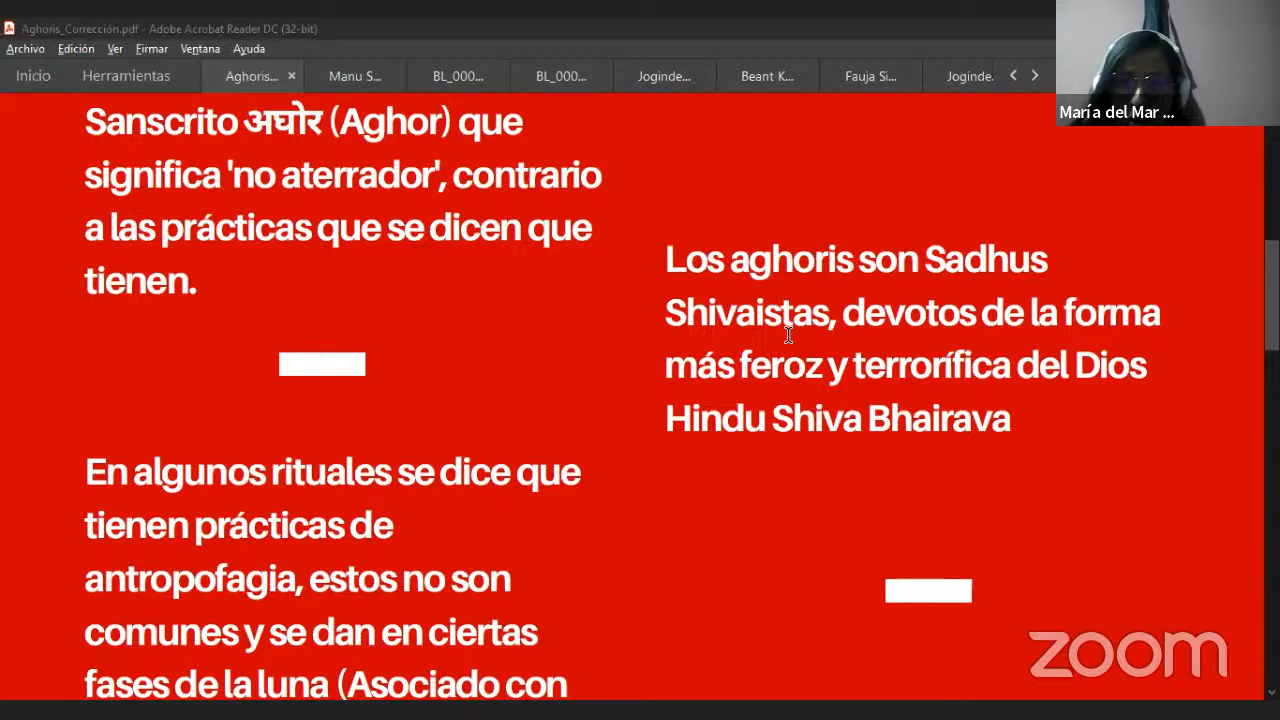 Aghoris_Corrección.pdf - Adobe Acrobat Reader DC (32-bit)
Archivo Edición Ver Firmar Ventana Ayuda
Inicio Herramientas Aghoris... × Manu S... BL_000... BL_000... Joginde... Beant K... Fauja Si... Joginde.
María del Mar ...
Sanscrito अघोर (Aghor) que
significa 'no aterrador', contrario
a las prácticas que se dicen que
tienen.
En algunos rituales se dice que
tienen prácticas de
antropofagia, estos no son
comunes y se dan en ciertas
fases de la luna (Asociado con
Los aghoris son Sadhus
Shivaistas, devotos de la forma
más feroz y terrorífica del Dios
Hindu Shiva Bhairava
zoom